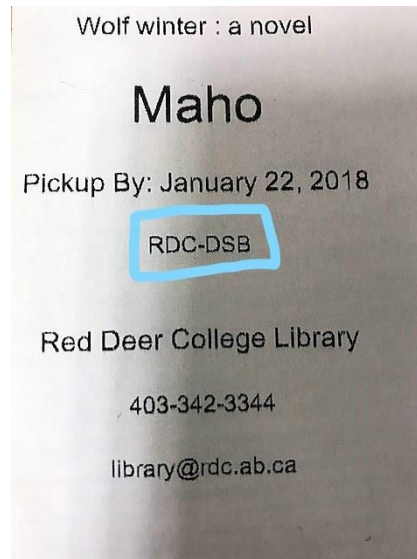 Wolf winter : a novel
Maho
Pickup By: January 22, 2018
RDC-DSB
Red Deer College Library
403-342-3344
library@rdc.ab.ca